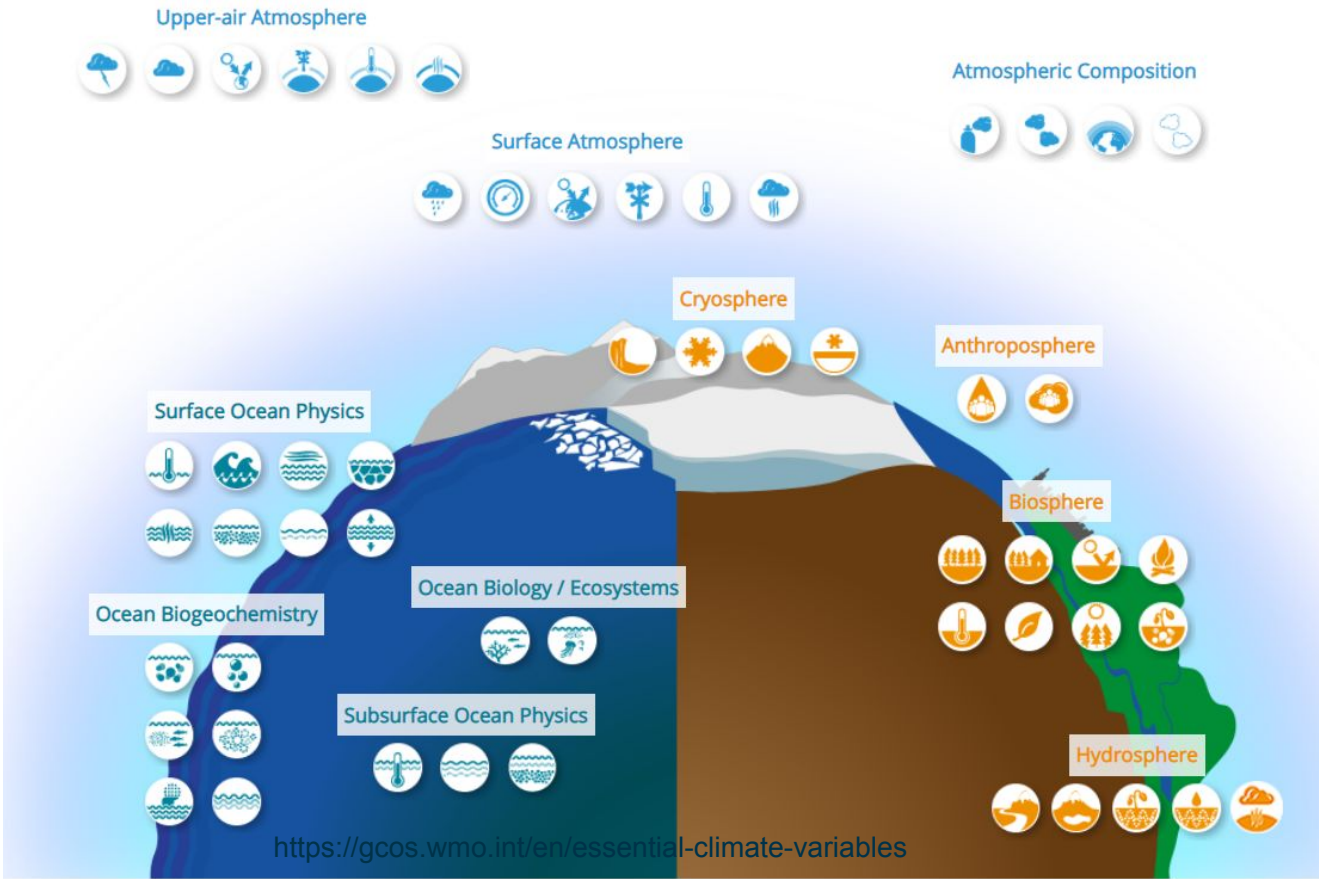 Upper-air Atmosphere
Atmospheric Composition
Surface Atmosphere
Cryosphere
Anthroposphere
Surface Ocean Physics
Biosphere
Ocean Biology / Ecosystems
Ocean Biogeochemistry
Subsurface Ocean Physics
Hydrosphere
https://gcos.wmo.int/en/essential-climate-variables